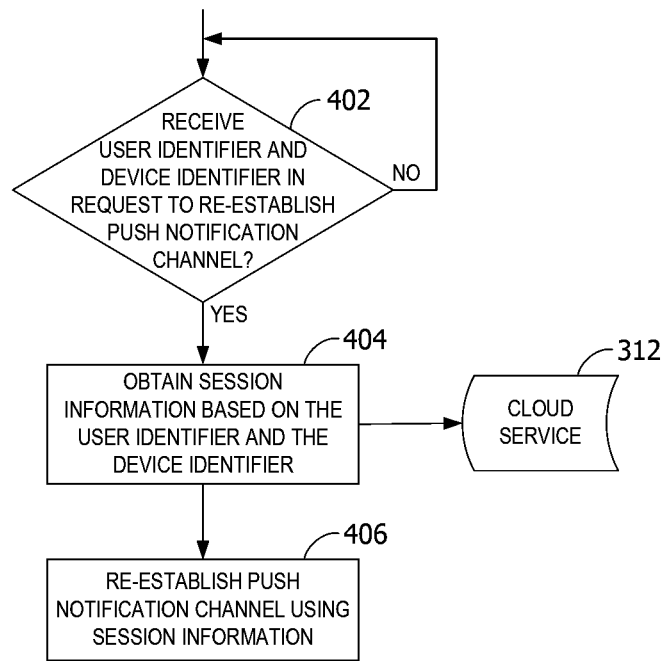 402
RECEIVE
USER IDENTIFIER AND
DEVICE IDENTIFIER IN
REQUEST TO RE-ESTABLISH
PUSH NOTIFICATION
CHANNEL?
NO
YES
404
OBTAIN SESSION
INFORMATION BASED ON THE
USER IDENTIFIER AND THE
DEVICE IDENTIFIER
312
CLOUD
SERVICE
406
RE-ESTABLISH PUSH
NOTIFICATION CHANNEL USING
SESSION INFORMATION